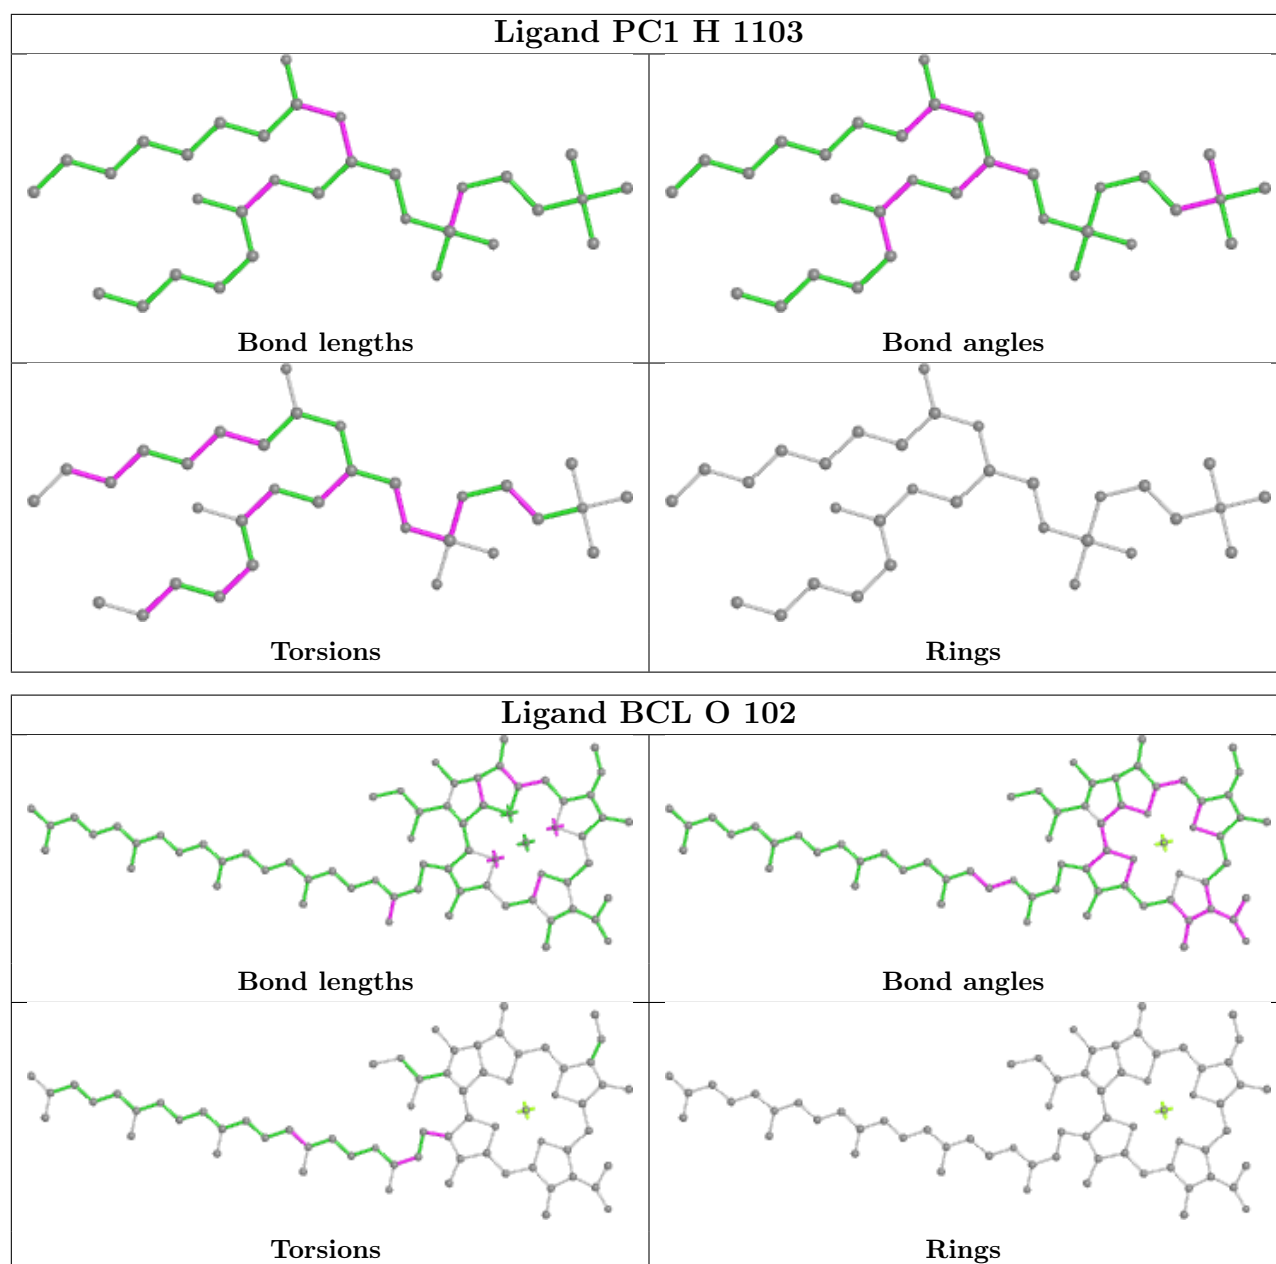 Ligand PC1 H 1103
Bond lengths
Bond angles
Torsions
Rings
Ligand BCL O 102
Bond lengths
Bond angles
Torsions
Rings